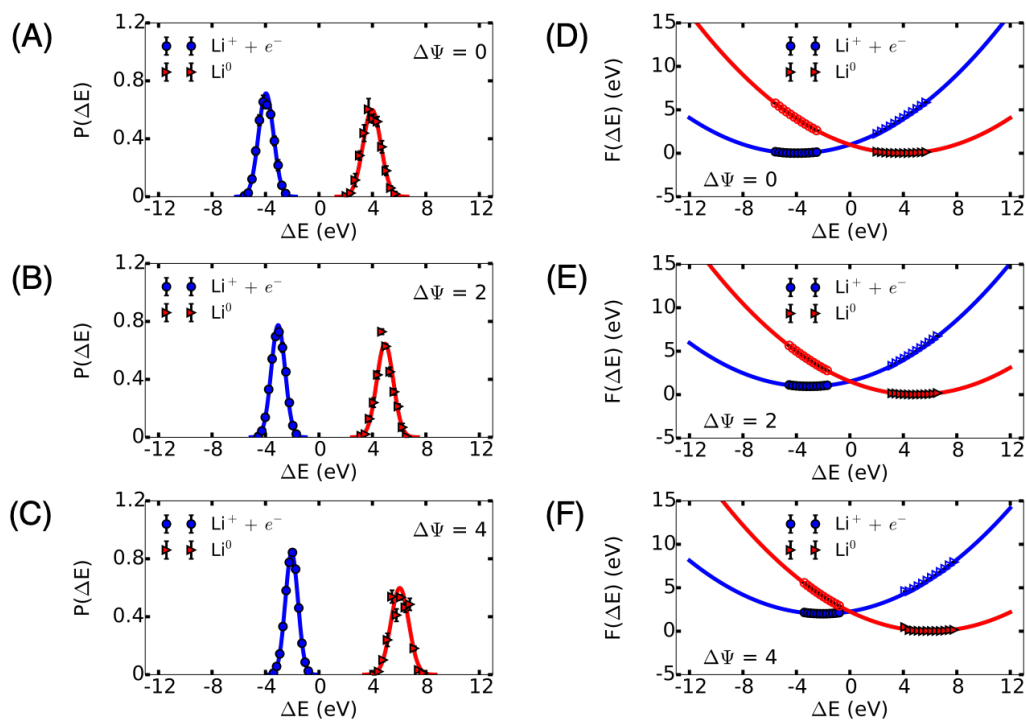 (A)
1.2
0.8
0.4
0
P(ΔE)
Li⁺ + e⁻
Li⁰
ΔΨ = 0
-12 -8 -4 0 4 8 12
ΔE (eV)
(D)
15
10
5
0
-5
F(ΔE) (eV)
Li⁺ + e⁻
Li⁰
ΔΨ = 0
-12 -8 -4 0 4 8 12
ΔE (eV)
(B)
1.2
0.8
0.4
0
P(ΔE)
Li⁺ + e⁻
Li⁰
ΔΨ = 2
-12 -8 -4 0 4 8 12
ΔE (eV)
(E)
15
10
5
0
-5
F(ΔE) (eV)
Li⁺ + e⁻
Li⁰
ΔΨ = 2
-12 -8 -4 0 4 8 12
ΔE (eV)
(C)
1.2
0.8
0.4
0
P(ΔE)
Li⁺ + e⁻
Li⁰
ΔΨ = 4
-12 -8 -4 0 4 8 12
ΔE (eV)
(F)
15
10
5
0
-5
F(ΔE) (eV)
Li⁺ + e⁻
Li⁰
ΔΨ = 4
-12 -8 -4 0 4 8 12
ΔE (eV)